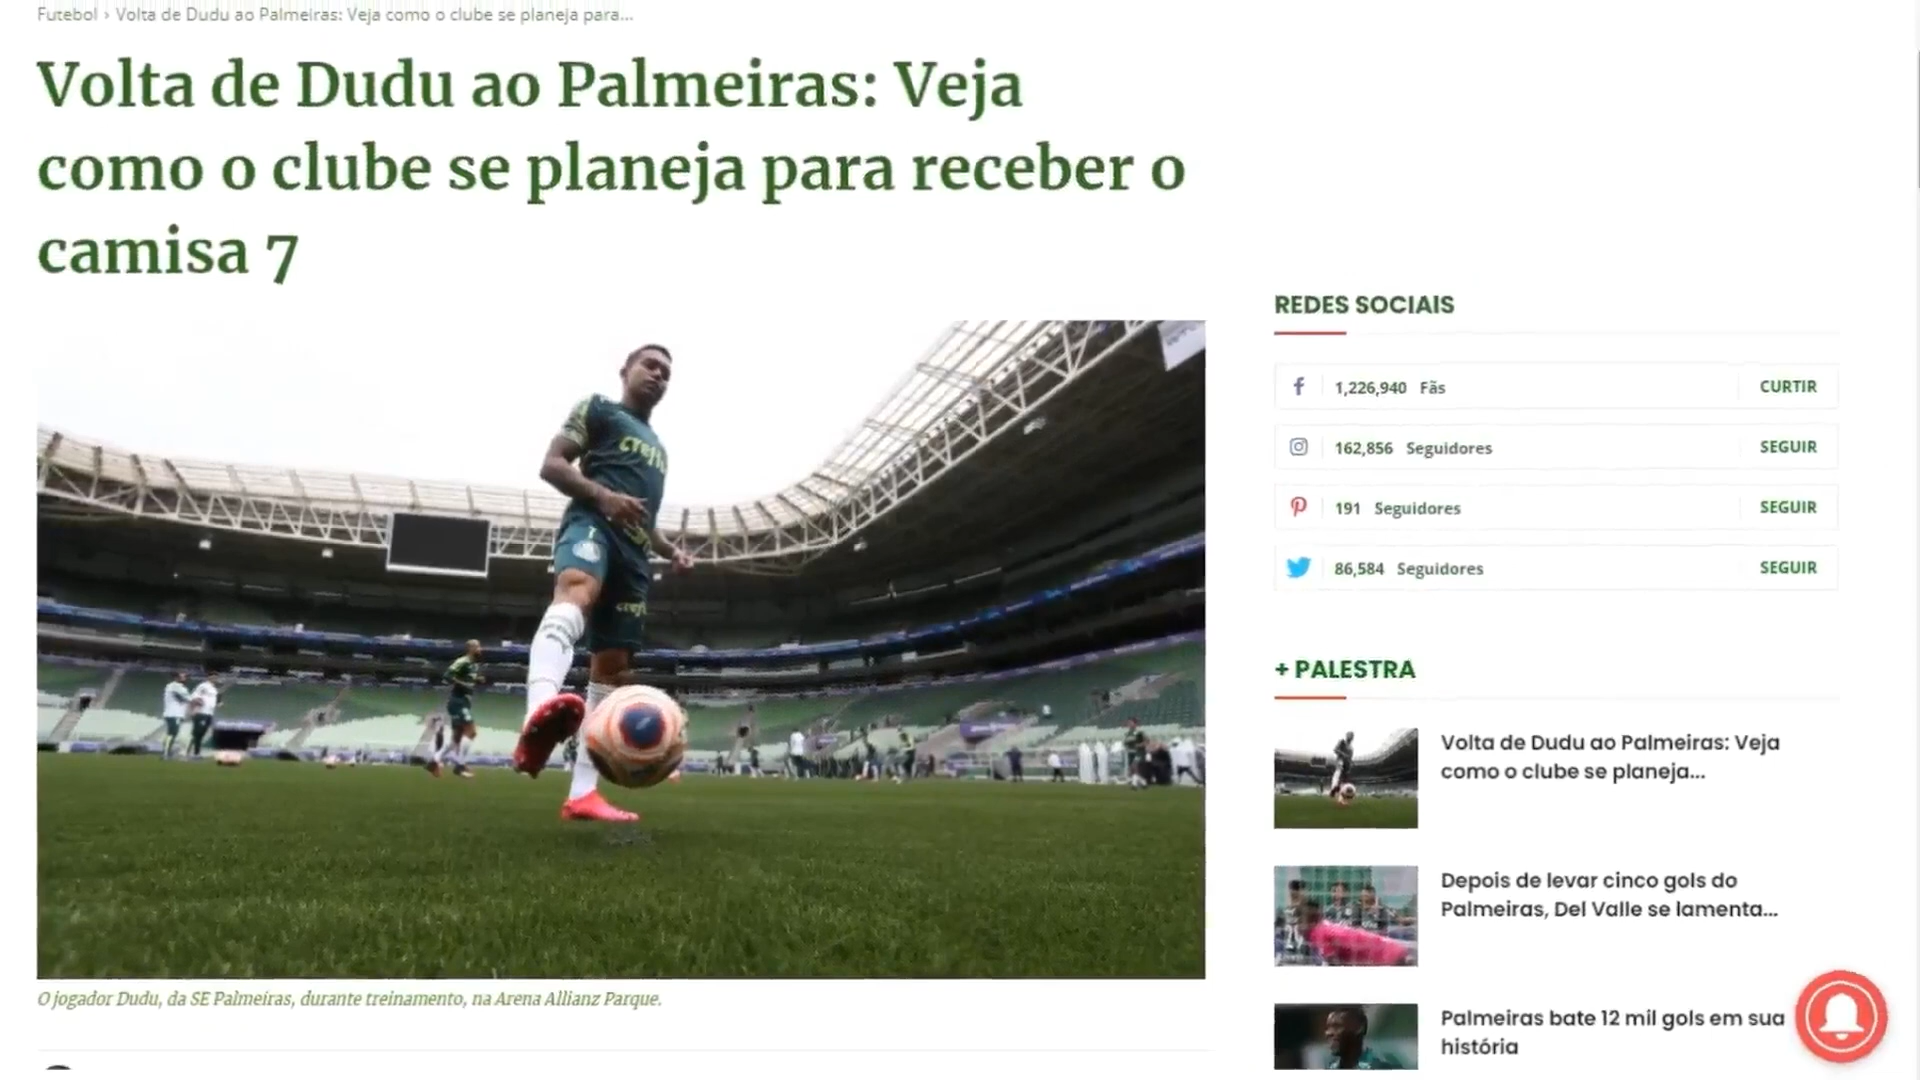 Futebol › Volta de Dudu ao Palmeiras: Veja como o clube se planeja para...
Volta de Dudu ao Palmeiras: Veja
como o clube se planeja para receber o
camisa 7
O jogador Dudu, da SE Palmeiras, durante treinamento, na Arena Allianz Parque.
REDES SOCIAIS
1,226,940 Fãs CURTIR
162,856 Seguidores SEGUIR
191 Seguidores SEGUIR
86,584 Seguidores SEGUIR
+ PALESTRA
Volta de Dudu ao Palmeiras: Veja
como o clube se planeja...
Depois de levar cinco gols do
Palmeiras, Del Valle se lamenta...
Palmeiras bate 12 mil gols em sua
história